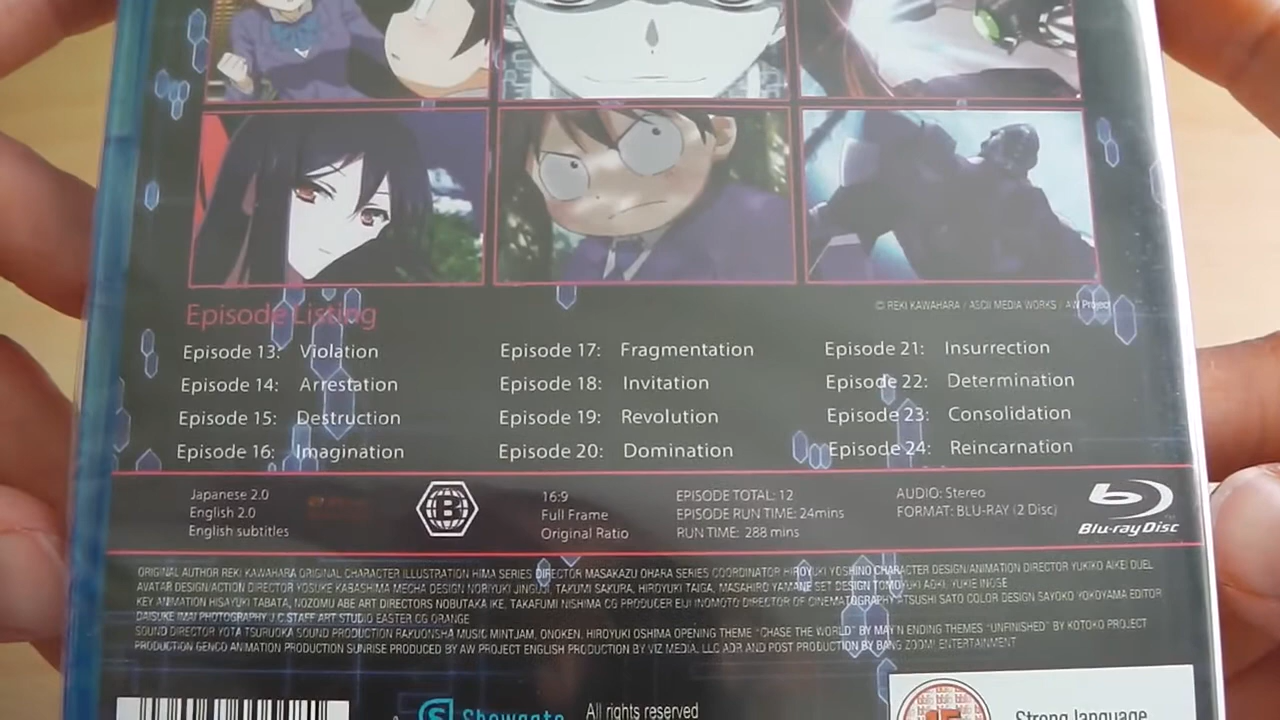 © REKI KAWAHARA / ASCII MEDIA WORKS / AW Project
Episode Listing
Episode 13: Violation
Episode 14: Arrestation
Episode 15: Destruction
Episode 16: Imagination
Episode 17: Fragmentation
Episode 18: Invitation
Episode 19: Revolution
Episode 20: Domination
Episode 21: Insurrection
Episode 22: Determination
Episode 23: Consolidation
Episode 24: Reincarnation
Japanese 2.0
English 2.0
English subtitles
B
16:9
Full Frame
Original Ratio
EPISODE TOTAL: 12
EPISODE RUN TIME: 24mins
RUN TIME: 288 mins
AUDIO: Stereo
FORMAT: BLU-RAY (2 Disc)
Blu-ray Disc
ORIGINAL AUTHOR REKI KAWAHARA ORIGINAL CHARACTER ILLUSTRATION HIMA SERIES DIRECTOR MASAKAZU OHARA SERIES COORDINATOR HIROYUKI YOSHINO CHARACTER DESIGN/ANIMATION DIRECTOR YUKIKO AIKEI DUEL
AVATAR DESIGN/ACTION DIRECTOR YOSUKE KABASHIMA MECHA DESIGN NORIYUKI JINGUJI, TAKUMI SAKURA, HIROYUKI TAIGA, MASAHIRO YAMANE SET DESIGN TOMOYUKI AOKI, YUKIE INOSE
KEY ANIMATION HISAYUKI TABATA, NOZOMU ABE ART DIRECTORS NOBUTAKA IKE, TAKAFUMI NISHIMA CG PRODUCER EIJI INOMOTO DIRECTOR OF CINEMATOGRAPHY ATSUSHI SATO COLOR DESIGN SAYOKO YOKOYAMA EDITOR
DAISUKE IMAI PHOTOGRAPHY J.C.STAFF ART STUDIO EASTER CG ORANGE
SOUND DIRECTOR YOTA TSURUOKA SOUND PRODUCTION RAKUONSHA MUSIC MINTJAM, ONOKEN, HIROYUKI OSHIMA OPENING THEME "CHASE THE WORLD" BY MAY'N ENDING THEMES "UNFINISHED" BY KOTOKO PROJECT
PRODUCTION GENCO ANIMATION PRODUCTION SUNRISE PRODUCED BY AW PROJECT ENGLISH PRODUCTION BY VIZ MEDIA, LLC ADR AND POST PRODUCTION BY BANG ZOOM! ENTERTAINMENT
Showgate
All rights reserved
15
Strong language